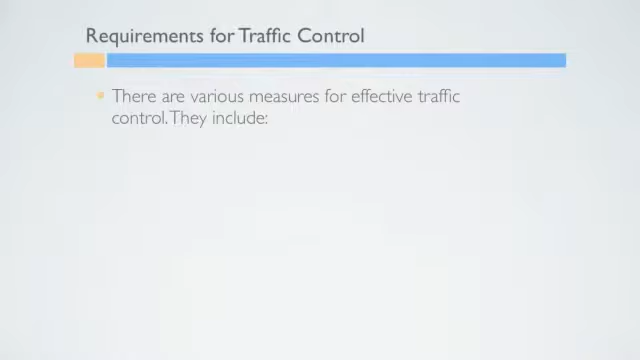 Requirements for Traffic Control
There are various measures for effective traffic
control. They include: